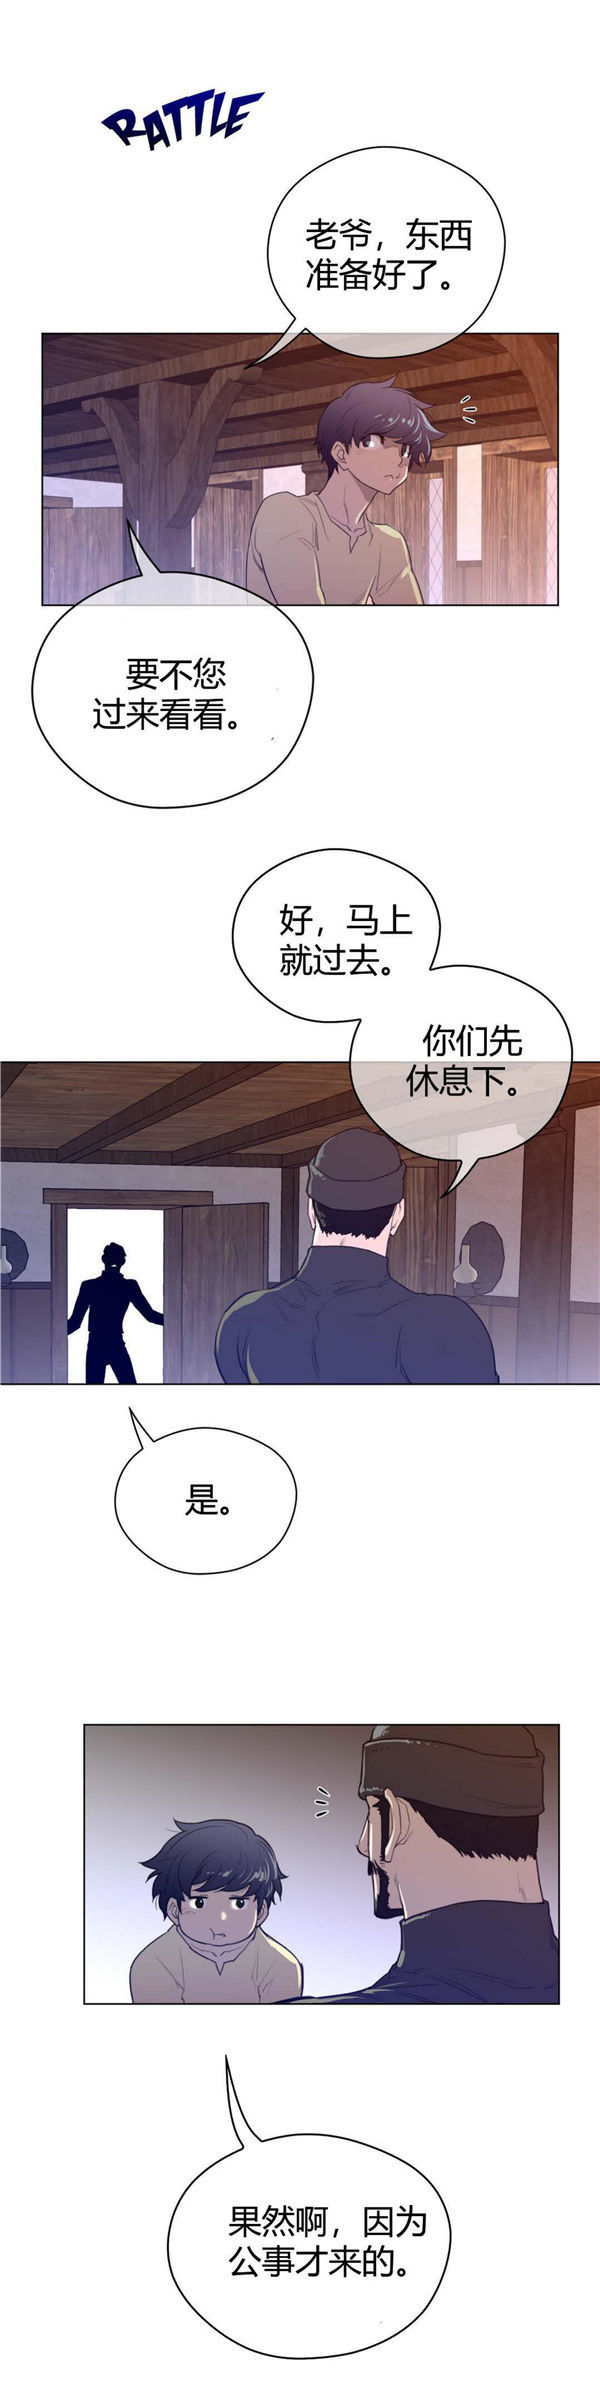 RATTLE
老爷，东西
准备好了。
要不您
过来看看。
好，马上
就过去。
你们先
休息下。
是。
果然啊，因为
公事才来的。